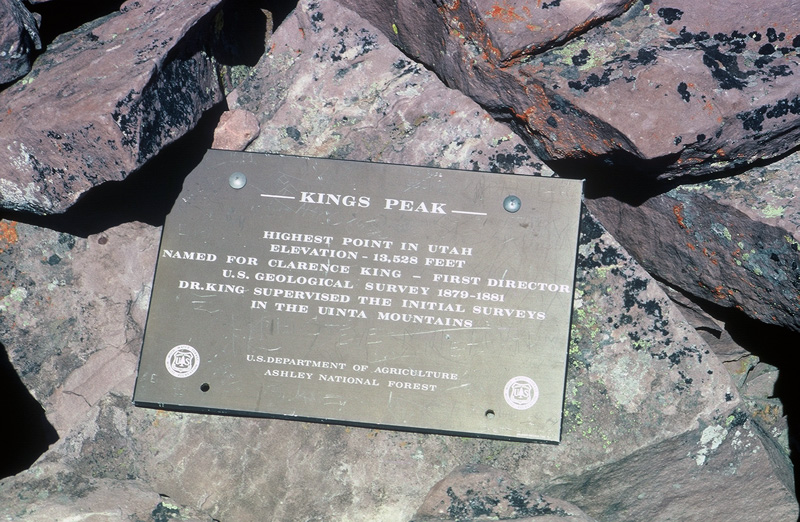 — KINGS PEAK —
HIGHEST POINT IN UTAH
ELEVATION - 13,528 FEET
NAMED FOR CLARENCE KING – FIRST DIRECTOR
U.S. GEOLOGICAL SURVEY 1879-1881
DR.KING SUPERVISED THE INITIAL SURVEYS
IN THE UINTA MOUNTAINS
U.S.DEPARTMENT OF AGRICULTURE
ASHLEY NATIONAL FOREST